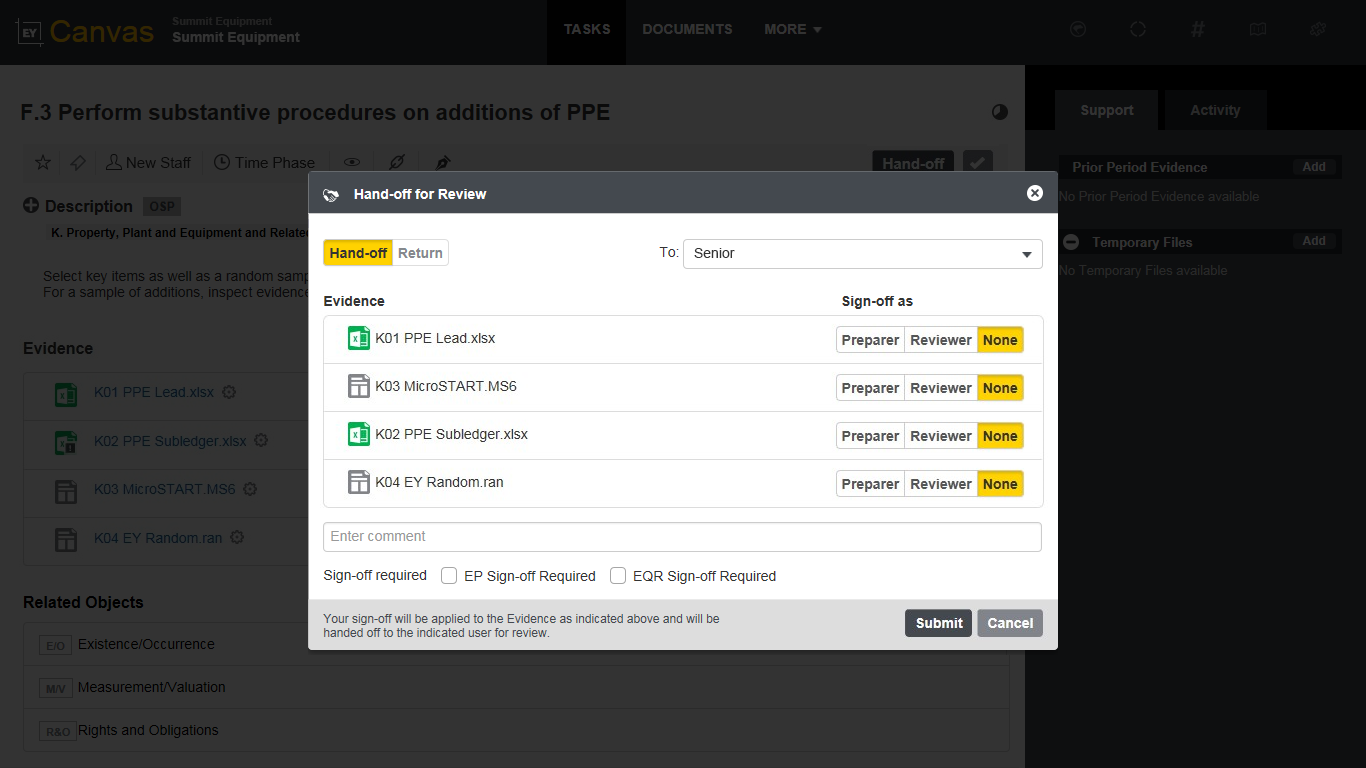 EY Canvas
Summit Equipment
Summit Equipment
TASKS
DOCUMENTS
MORE
#
F.3 Perform substantive procedures on additions of PPE
New Staff
Time Phase
Hand-off
Support
Activity
Prior Period Evidence
Add
No Prior Period Evidence available
Temporary Files
Add
No Temporary Files available
Description
OSP
K. Property, Plant and Equipment and Related
Select key items as well as a random samp
For a sample of additions, inspect evidence
Evidence
K01 PPE Lead.xlsx
K02 PPE Subledger.xlsx
K03 MicroSTART.MS6
K04 EY Random.ran
Related Objects
E/O Existence/Occurrence
M/V Measurement/Valuation
R&O Rights and Obligations
Hand-off for Review
Hand-off
Return
To:
Senior
Evidence
Sign-off as
K01 PPE Lead.xlsx
Preparer Reviewer None
K03 MicroSTART.MS6
Preparer Reviewer None
K02 PPE Subledger.xlsx
Preparer Reviewer None
K04 EY Random.ran
Preparer Reviewer None
Enter comment
Sign-off required
EP Sign-off Required
EQR Sign-off Required
Your sign-off will be applied to the Evidence as indicated above and will be
handed off to the indicated user for review.
Submit
Cancel